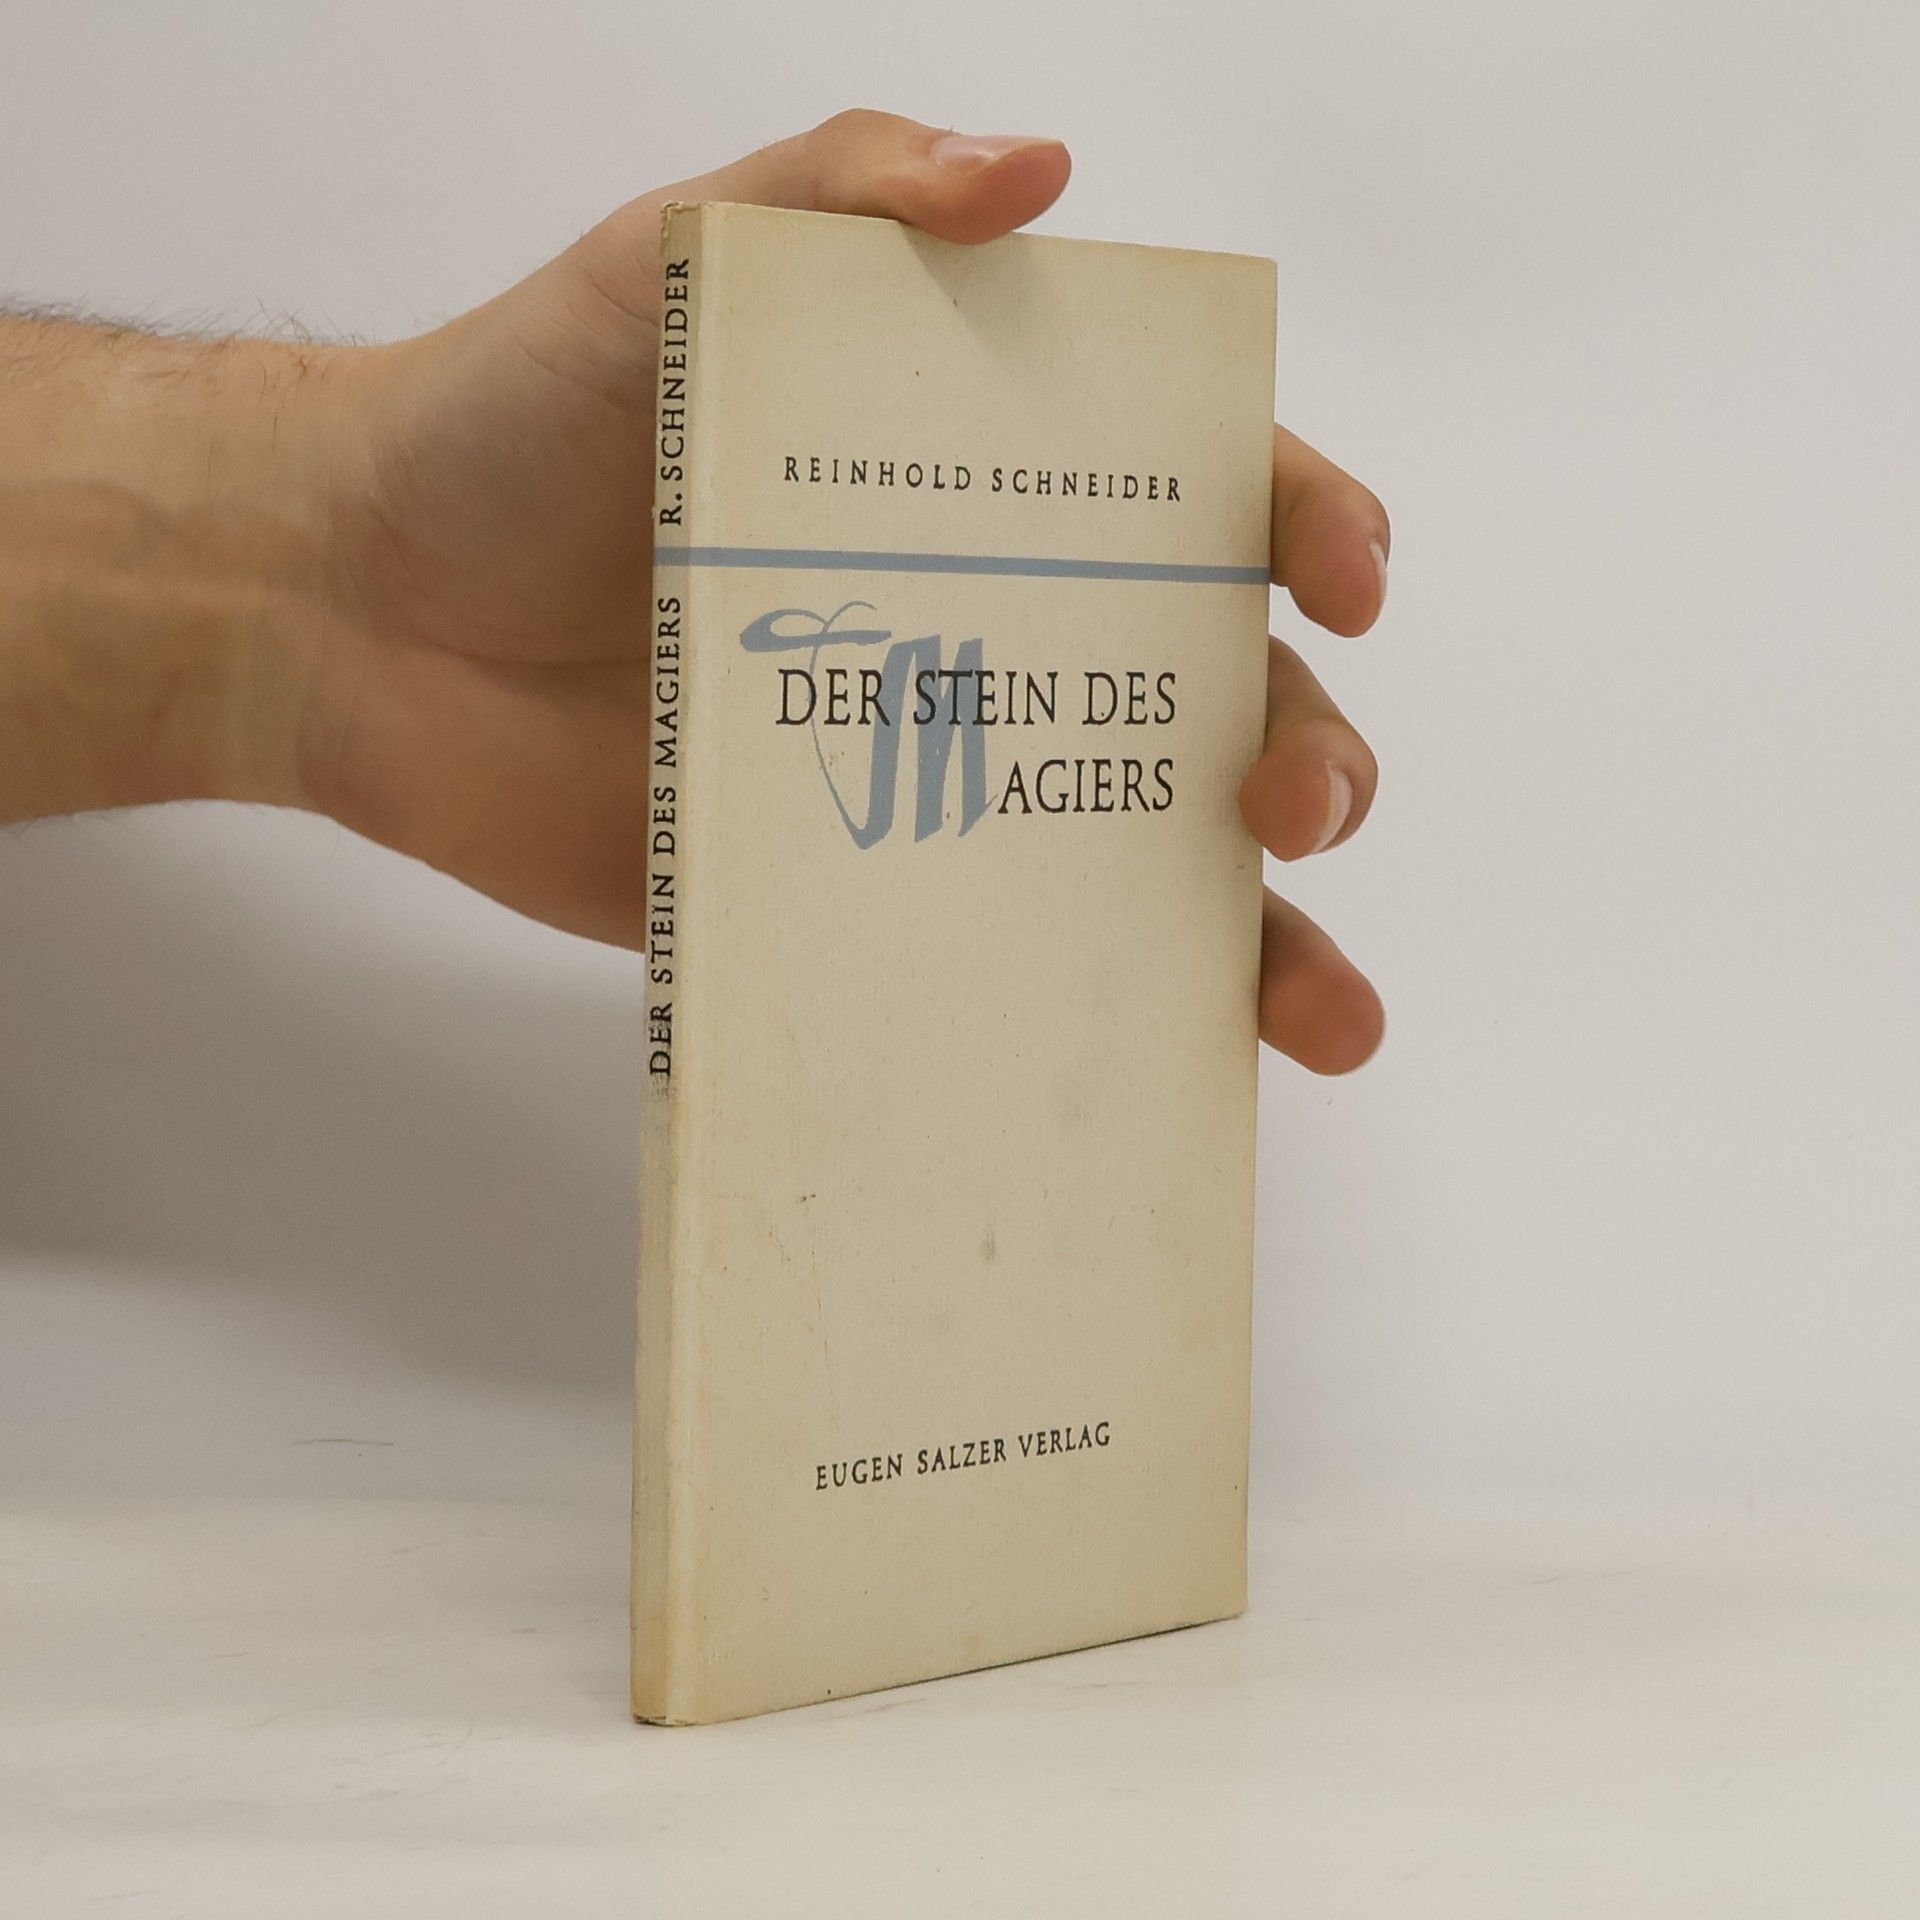 DER STEIN DES MAGIERS R. SCHNEIDER
REINHOLD SCHNEIDER
DER STEIN DES
MAGIERS
EUGEN SALZER VERLAG